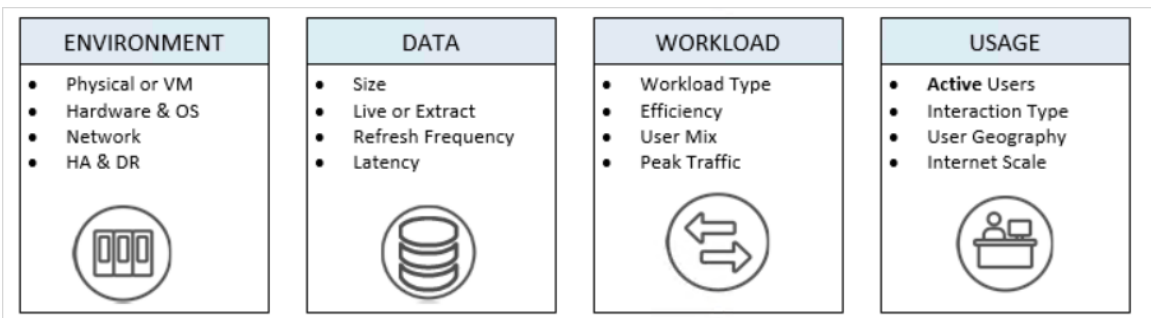 ENVIRONMENT
• Physical or VM
• Hardware & OS
• Network
• HA & DR
DATA
• Size
• Live or Extract
• Refresh Frequency
• Latency
WORKLOAD
• Workload Type
• Efficiency
• User Mix
• Peak Traffic
USAGE
• Active Users
• Interaction Type
• User Geography
• Internet Scale